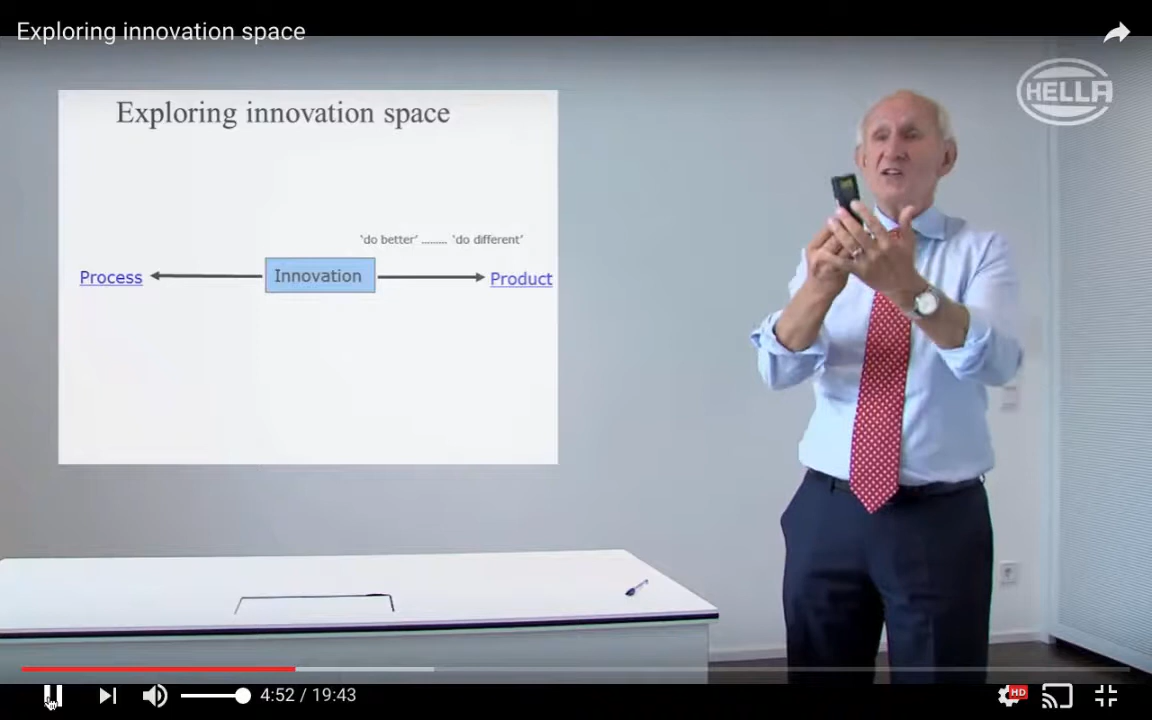 Exploring innovation space
HELLA
Exploring innovation space
'do better' ......... 'do different'
Process
Innovation
Product
4:52 / 19:43
HD